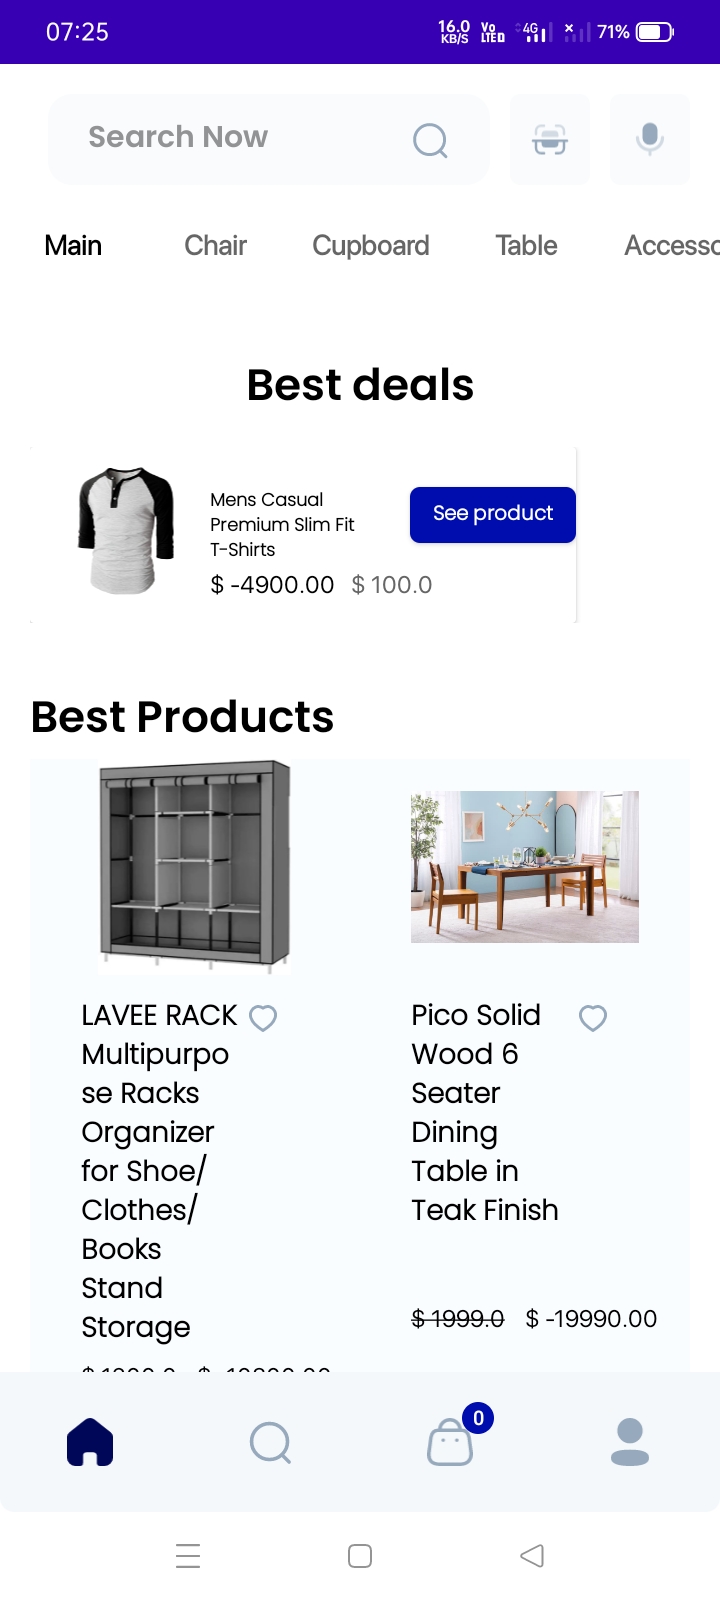 07:25
16.0 KB/S
Vo LTE D
4G
71%
Search Now
Main Chair Cupboard Table Accesso
Best deals
Mens Casual
Premium Slim Fit
T-Shirts
See product
$ -4900.00 $ 100.0
Best Products
LAVEE RACK
Multipurpo
se Racks
Organizer
for Shoe/
Clothes/
Books
Stand
Storage
Pico Solid
Wood 6
Seater
Dining
Table in
Teak Finish
$ 1999.0 $ -19990.00
0